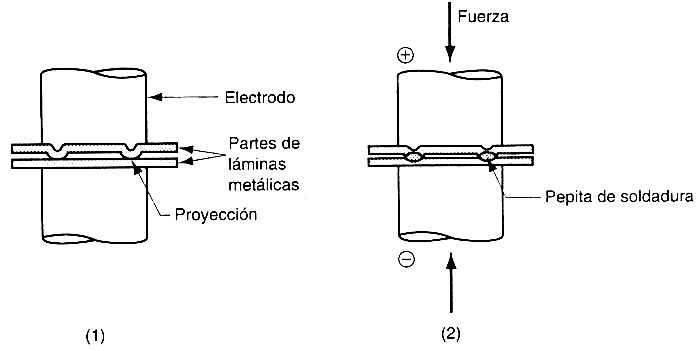 Electrodo
Partes de
láminas
metálicas
Proyección
(1)
Fuerza
+
Pepita de soldadura
−
(2)